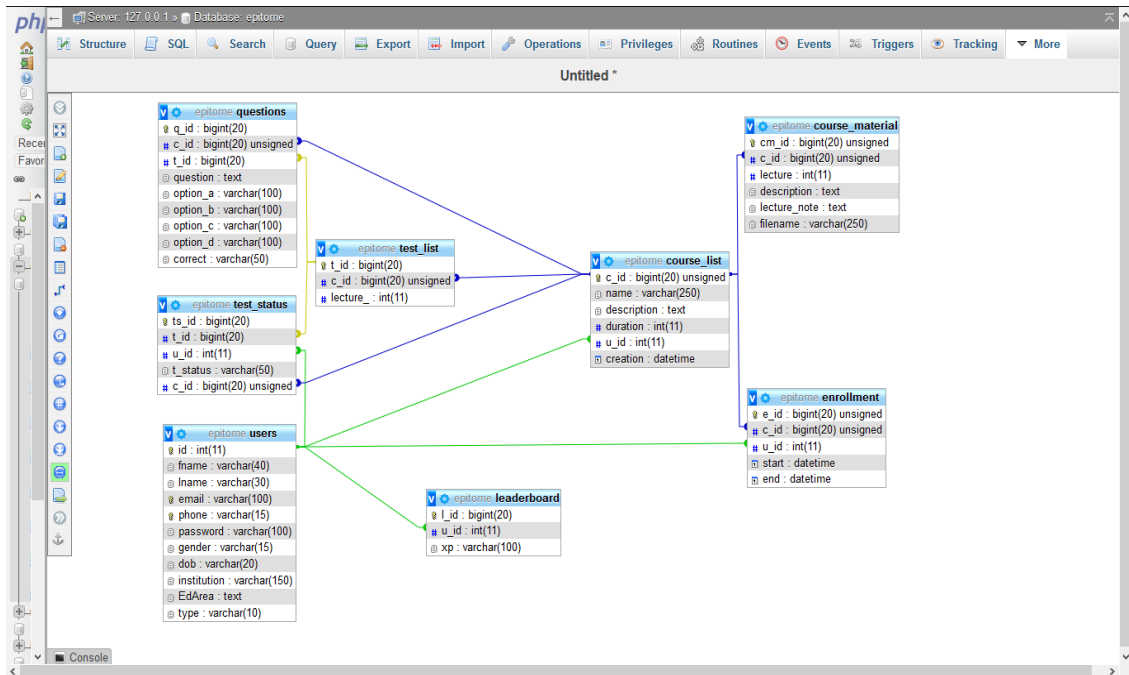 php
Server: 127.0.0.1 » Database: epitome
Structure SQL Search Query Export Import Operations Privileges Routines Events Triggers Tracking More
Untitled *
Rece
Favor
epitome questions
q_id : bigint(20)
c_id : bigint(20) unsigned
t_id : bigint(20)
question : text
option_a : varchar(100)
option_b : varchar(100)
option_c : varchar(100)
option_d : varchar(100)
correct : varchar(50)
epitome test_list
t_id : bigint(20)
c_id : bigint(20) unsigned
lecture_ : int(11)
epitome test_status
ts_id : bigint(20)
t_id : bigint(20)
u_id : int(11)
t_status : varchar(50)
c_id : bigint(20) unsigned
epitome users
id : int(11)
fname : varchar(40)
lname : varchar(30)
email : varchar(100)
phone : varchar(15)
password : varchar(100)
gender : varchar(15)
dob : varchar(20)
institution : varchar(150)
EdArea : text
type : varchar(10)
epitome leaderboard
l_id : bigint(20)
u_id : int(11)
xp : varchar(100)
epitome course_list
c_id : bigint(20) unsigned
name : varchar(250)
description : text
duration : int(11)
u_id : int(11)
creation : datetime
epitome course_material
cm_id : bigint(20) unsigned
c_id : bigint(20) unsigned
lecture : int(11)
description : text
lecture_note : text
filename : varchar(250)
epitome enrollment
e_id : bigint(20) unsigned
c_id : bigint(20) unsigned
u_id : int(11)
start : datetime
end : datetime
Console